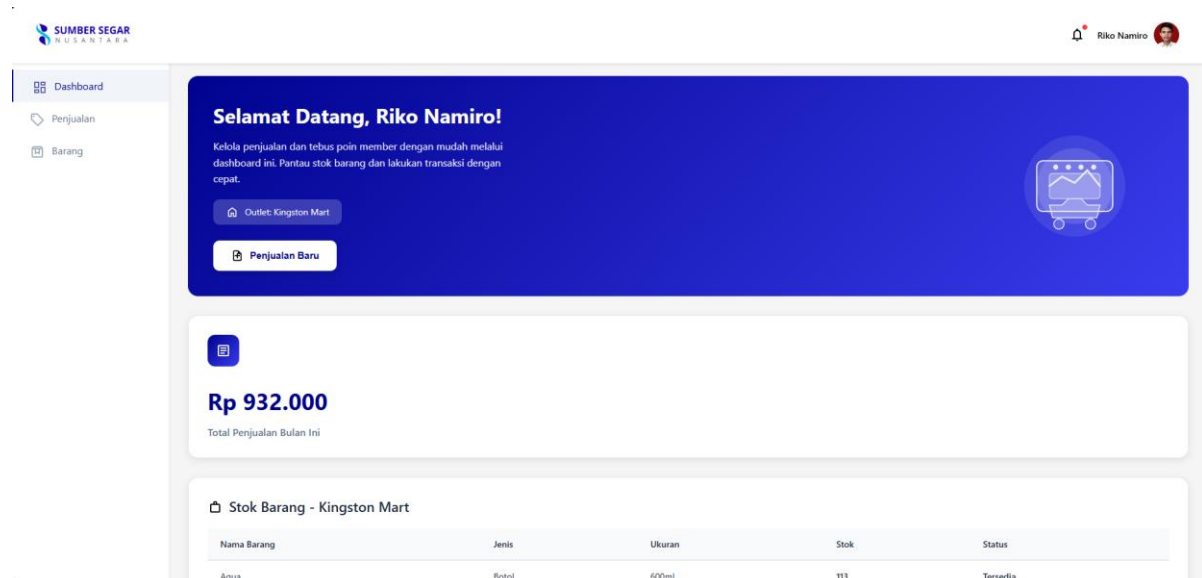 SUMBER SEGAR
NUSANTARA
Riko Namiro
Dashboard
Penjualan
Barang
Selamat Datang, Riko Namiro!
Kelola penjualan dan tebus poin member dengan mudah melalui
dashboard ini. Pantau stok barang dan lakukan transaksi dengan
cepat.
Outlet: Kingston Mart
Penjualan Baru
Rp 932.000
Total Penjualan Bulan Ini
Stok Barang - Kingston Mart
Nama Barang Jenis Ukuran Stok Status
Aqua Botol 600ml 113 Tersedia